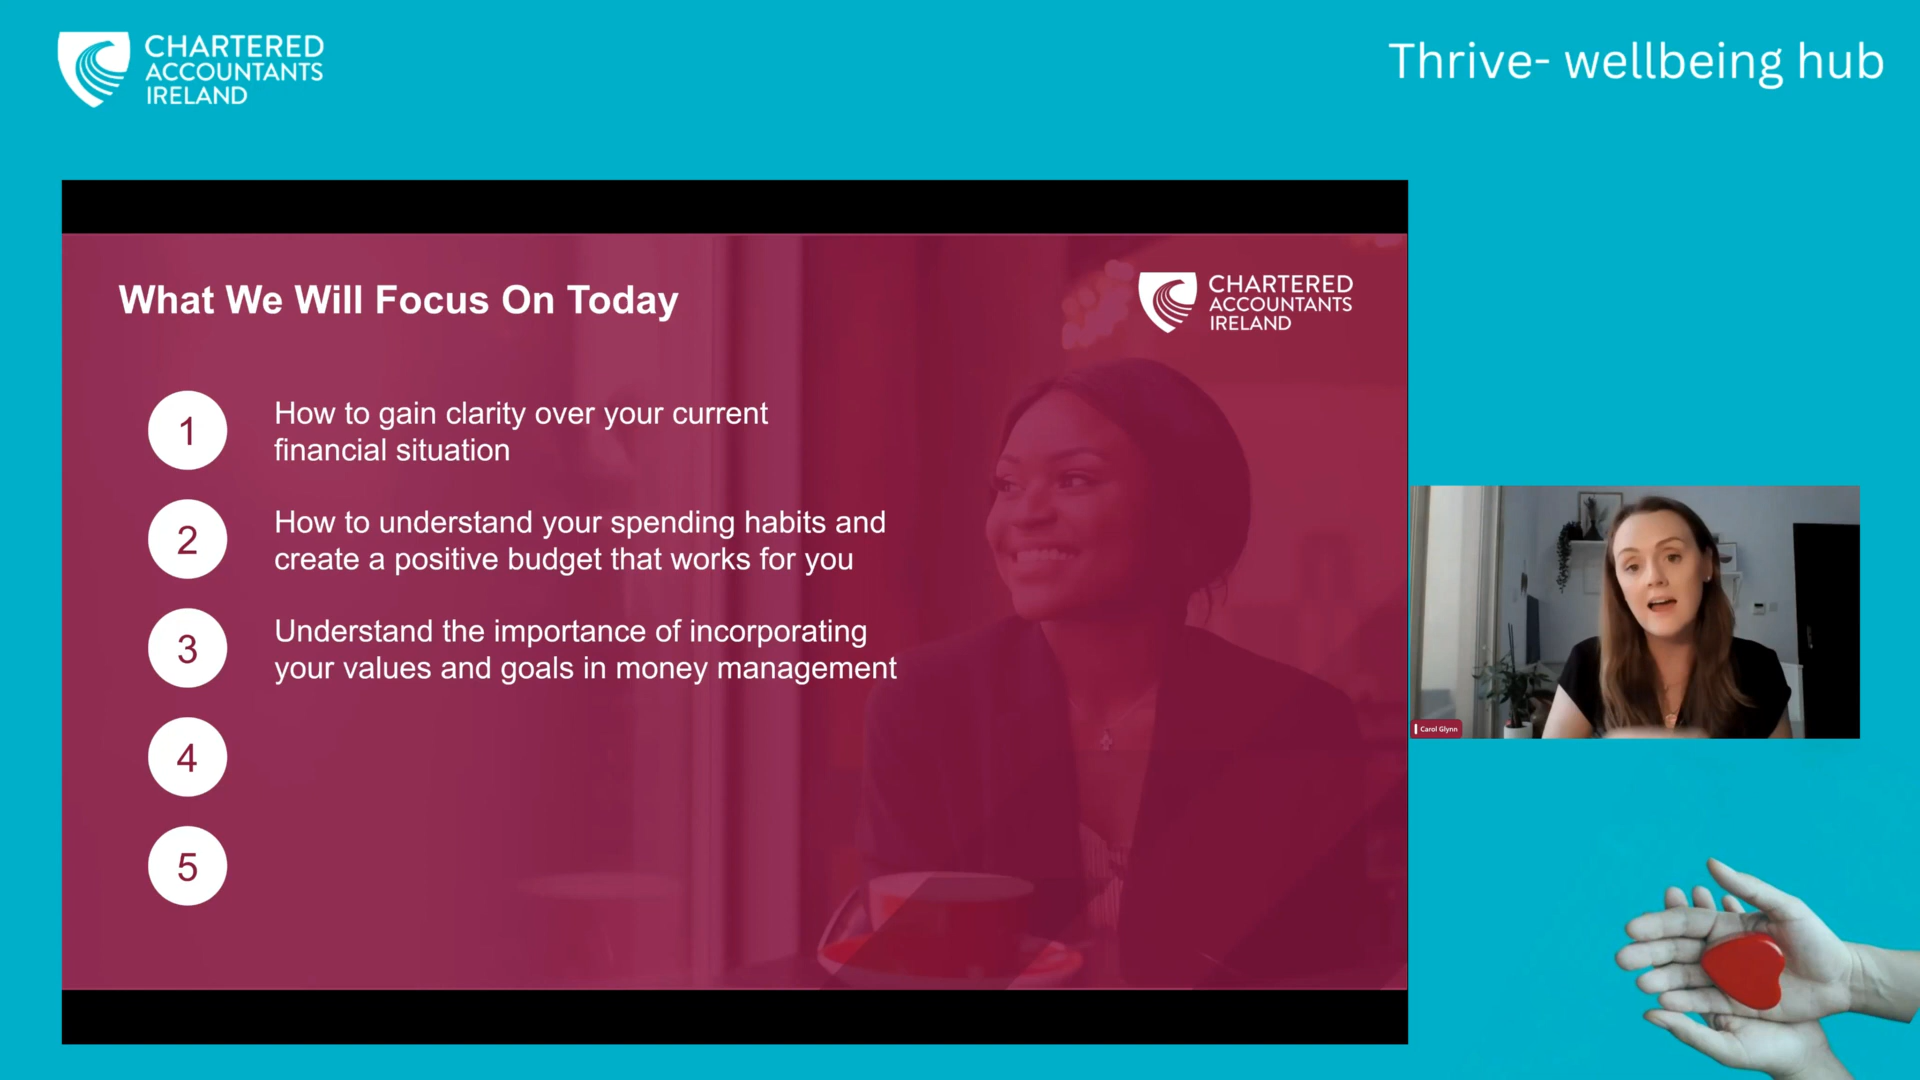 CHARTERED
ACCOUNTANTS
IRELAND
Thrive- wellbeing hub
What We Will Focus On Today
CHARTERED
ACCOUNTANTS
IRELAND
1
How to gain clarity over your current
financial situation
2
How to understand your spending habits and
create a positive budget that works for you
3
Understand the importance of incorporating
your values and goals in money management
4
5
Carol Glynn